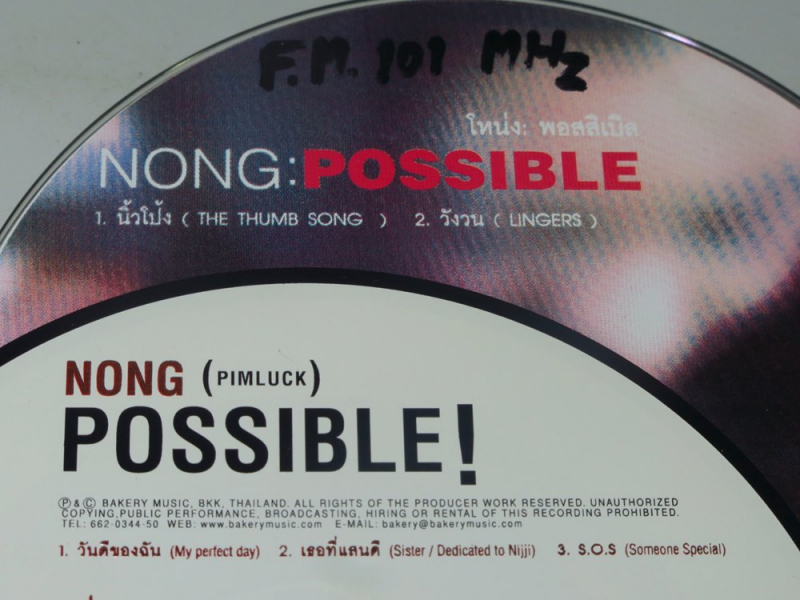 F.M. 101 MHz
โหน่ง: พอสสิเบิล
NONG:POSSIBLE
1. นิ้วโป้ง ( THE THUMB SONG ) 2. วังวน ( LINGERS )
NONG (PIMLUCK)
POSSIBLE!
Ⓟ & © BAKERY MUSIC, BKK, THAILAND. ALL RIGHTS OF THE PRODUCER WORK RESERVED. UNAUTHORIZED
COPYING,PUBLIC PERFORMANCE, BROADCASTING, HIRING OR RENTAL OF THIS RECORDING PROHIBITED.
TEL: 662-0344-50 WEB: www.bakerymusic.com E-MAIL: bakery@bakerymusic.com
1. วันดีของฉัน (My perfect day) 2. เธอที่แสนดี (Sister / Dedicated to Nijji) 3. S.O.S (Someone Special)